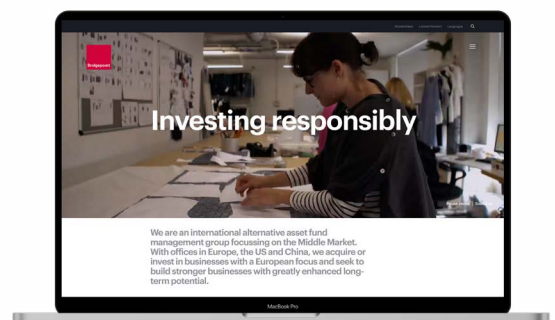 Bridgepoint
Investing responsibly
We are an international alternative asset fund
management group focussing on the Middle Market.
With offices in Europe, the US and China, we acquire or
invest in businesses with a European focus and seek to
build stronger businesses with greatly enhanced long-
term potential.
MacBook Pro